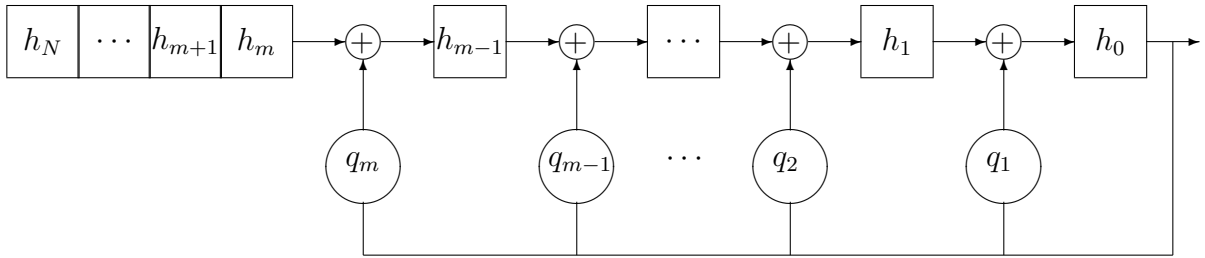 h_N ⋯ h_{m+1} h_m + h_{m−1} + ⋯ + h_1 + h_0
q_m q_{m−1} ⋯ q_2 q_1